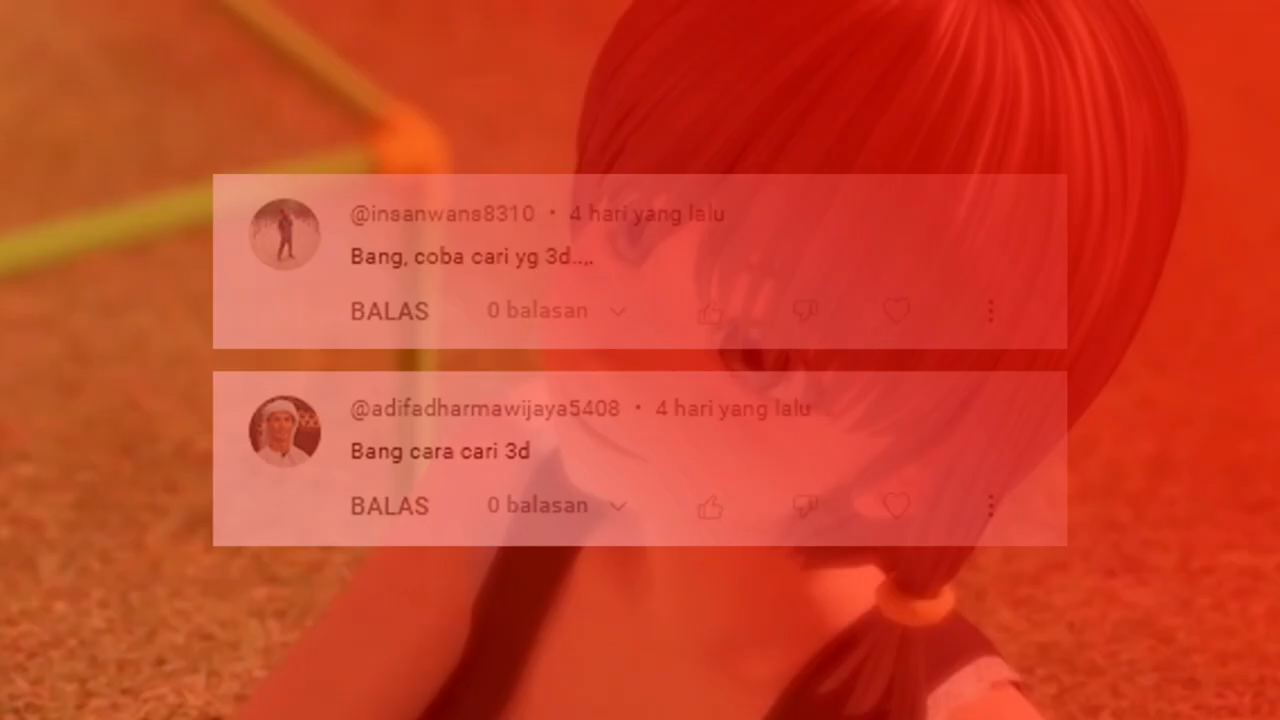 @insanwans8310 • 4 hari yang lalu
Bang, coba cari yg 3d..,.
BALAS 0 balasan
@adifadharmawijaya5408 • 4 hari yang lalu
Bang cara cari 3d
BALAS 0 balasan